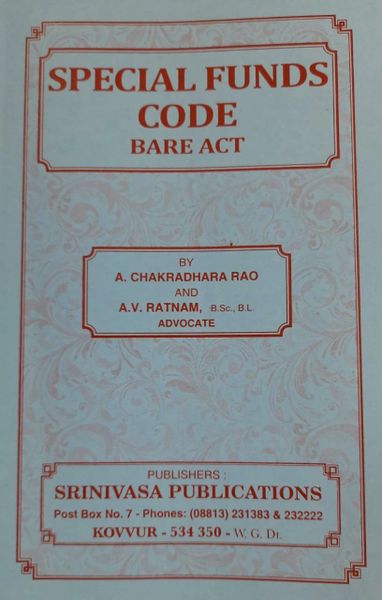 SPECIAL FUNDS
CODE
BARE ACT
BY
A. CHAKRADHARA RAO
AND
A.V. RATNAM, B.Sc., B.L.
ADVOCATE
PUBLISHERS :
SRINIVASA PUBLICATIONS
Post Box No. 7 - Phones: (08813) 231383 & 232222
KOVVUR - 534 350 - W. G. Dt.